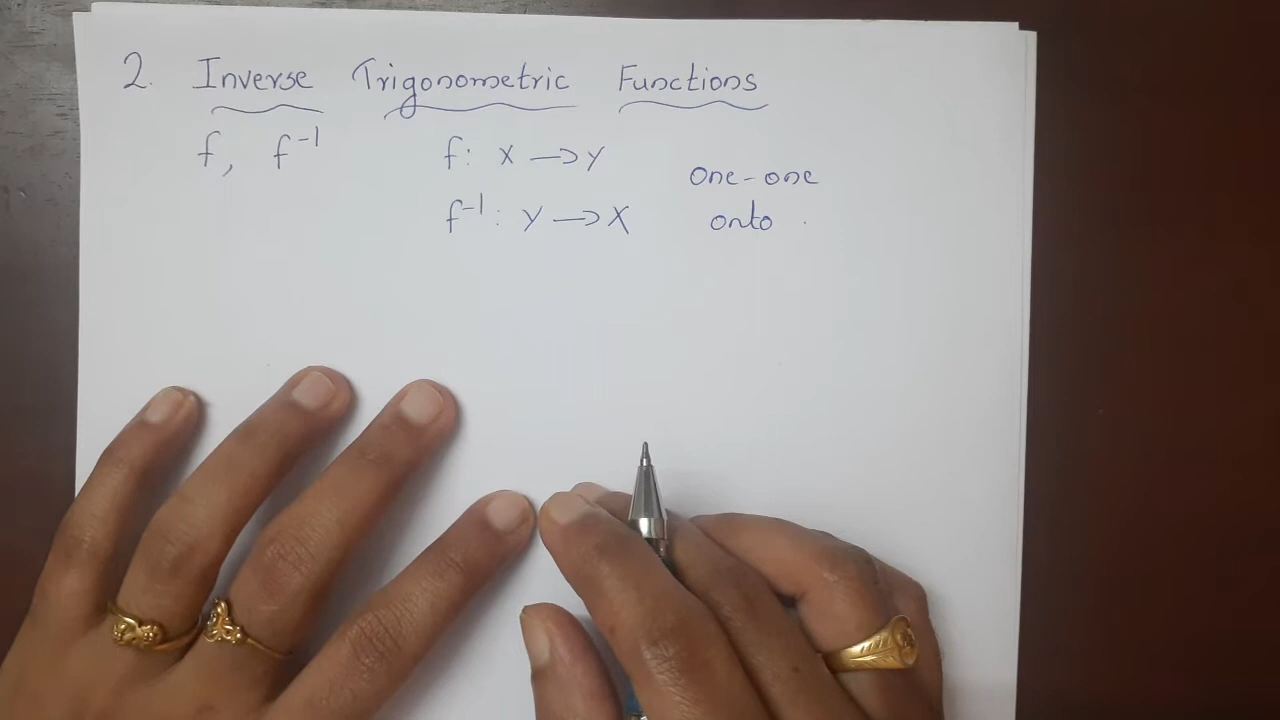 2. Inverse Trigonometric Functions
f, f⁻¹ f: X → Y
one-one
f⁻¹: Y → X onto